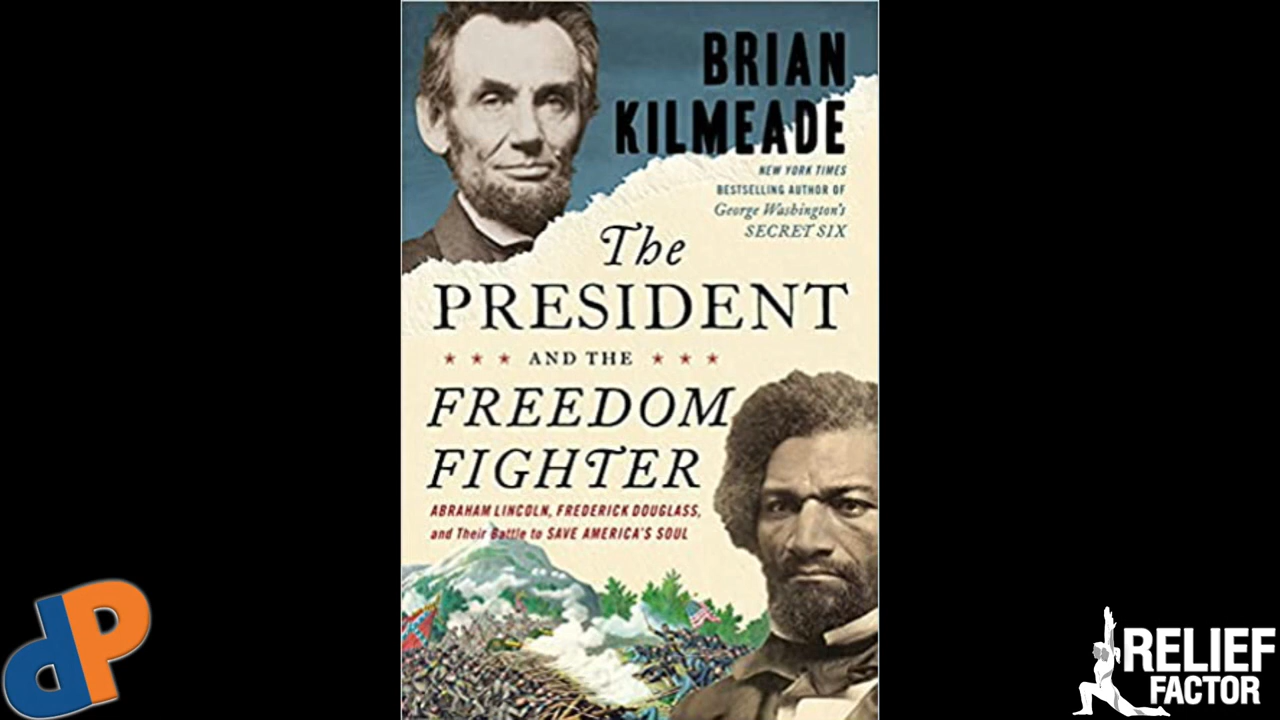 BRIAN
KILMEADE
NEW YORK TIMES
BESTSELLING AUTHOR OF
George Washington's
SECRET SIX
The
PRESIDENT
AND THE
FREEDOM
FIGHTER
ABRAHAM LINCOLN, FREDERICK DOUGLASS,
and Their Battle to SAVE AMERICA'S SOUL
dP
RELIEF
FACTOR